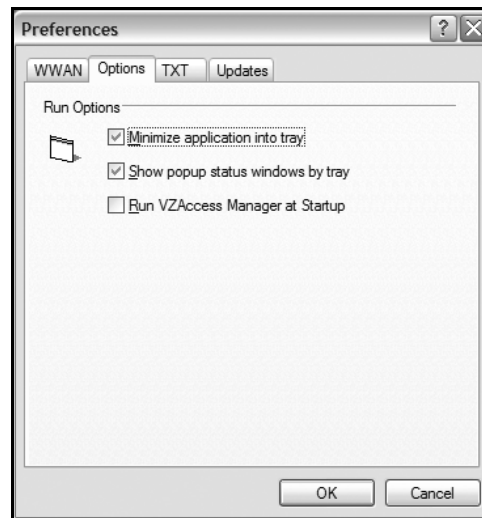 Preferences
WWAN Options TXT Updates
Run Options
Minimize application into tray
Show popup status windows by tray
Run VZAccess Manager at Startup
OK Cancel